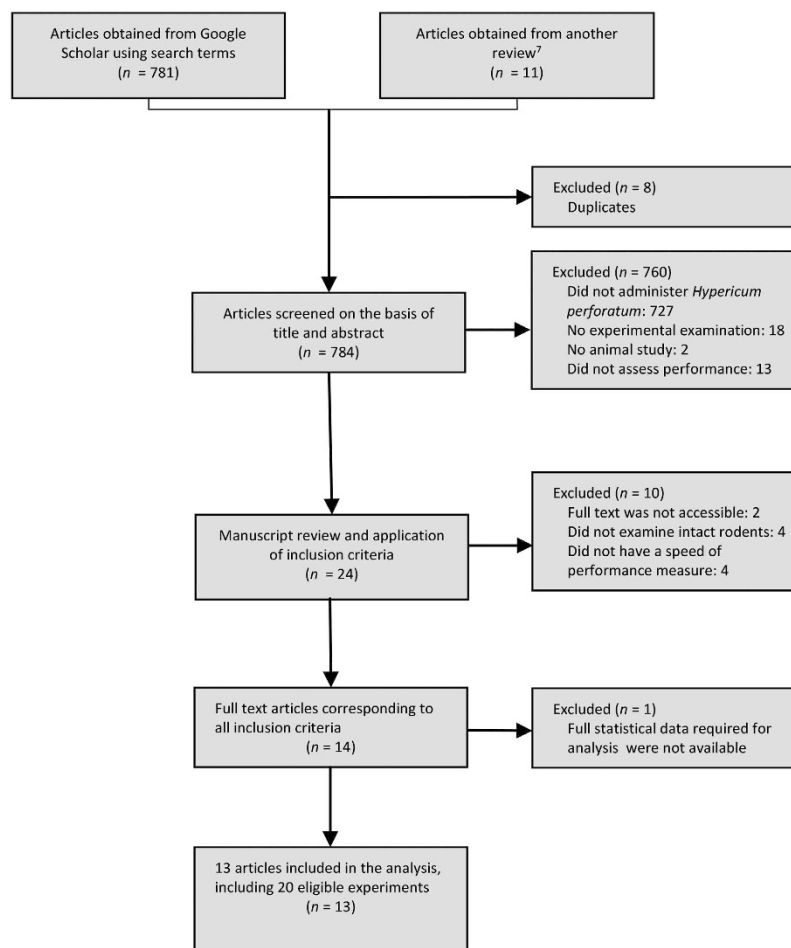 Articles obtained from Google
Scholar using search terms
(n = 781)
Articles obtained from another
review⁷
(n = 11)
Excluded (n = 8)
Duplicates
Articles screened on the basis of
title and abstract
(n = 784)
Excluded (n = 760)
Did not administer Hypericum
perforatum: 727
No experimental examination: 18
No animal study: 2
Did not assess performance: 13
Manuscript review and application
of inclusion criteria
(n = 24)
Excluded (n = 10)
Full text was not accessible: 2
Did not examine intact rodents: 4
Did not have a speed of
performance measure: 4
Full text articles corresponding to
all inclusion criteria
(n = 14)
Excluded (n = 1)
Full statistical data required for
analysis were not available
13 articles included in the analysis,
including 20 eligible experiments
(n = 13)